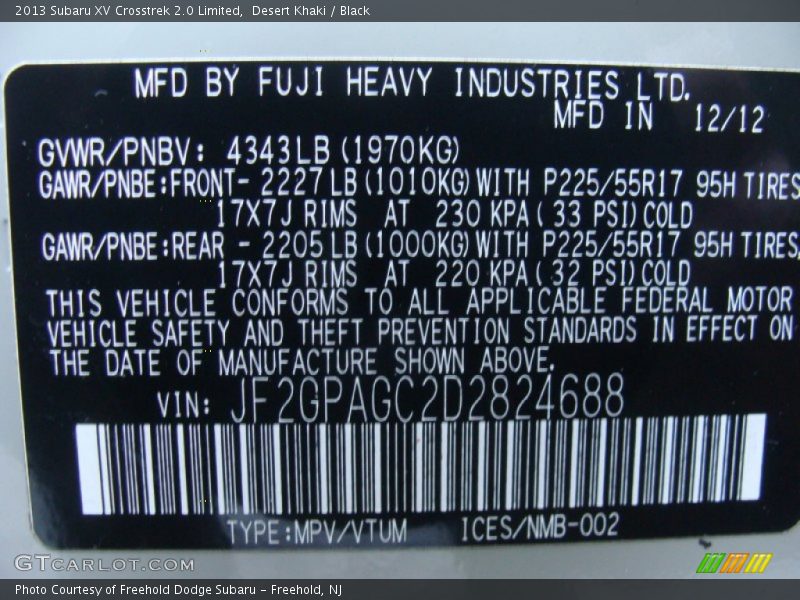 2013 Subaru XV Crosstrek 2.0 Limited, Desert Khaki / Black
MFD BY FUJI HEAVY INDUSTRIES LTD.
MFD IN 12/12
GVWR/PNBV: 4343LB (1970KG)
GAWR/PNBE:FRONT- 2227 LB (1010KG) WITH P225/55R17 95H TIRES
17X7J RIMS AT 230 KPA ( 33 PSI) COLD
GAWR/PNBE:REAR - 2205 LB (1000KG) WITH P225/55R17 95H TIRES,
17X7J RIMS AT 220 KPA ( 32 PSI) COLD
THIS VEHICLE CONFORMS TO ALL APPLICABLE FEDERAL MOTOR
VEHICLE SAFETY AND THEFT PREVENTION STANDARDS IN EFFECT ON
THE DATE OF MANUFACTURE SHOWN ABOVE.
VIN: JF2GPAGC2D2824688
TYPE:MPV/VTUM ICES/NMB-002
GTCARLOT.COM
Photo Courtesy of Freehold Dodge Subaru – Freehold, NJ